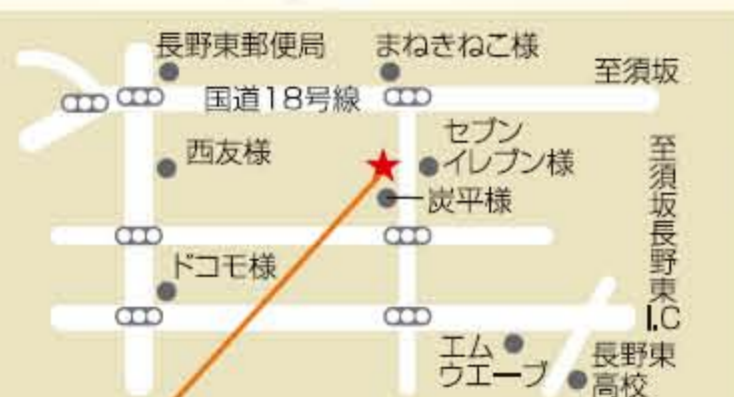 長野東郵便局
まねきねこ様
至須坂
国道18号線
セブン
イレブン様
西友様
炭平様
至須坂長野東
I.C
ドコモ様
エム
ウエーブ
長野東
高校